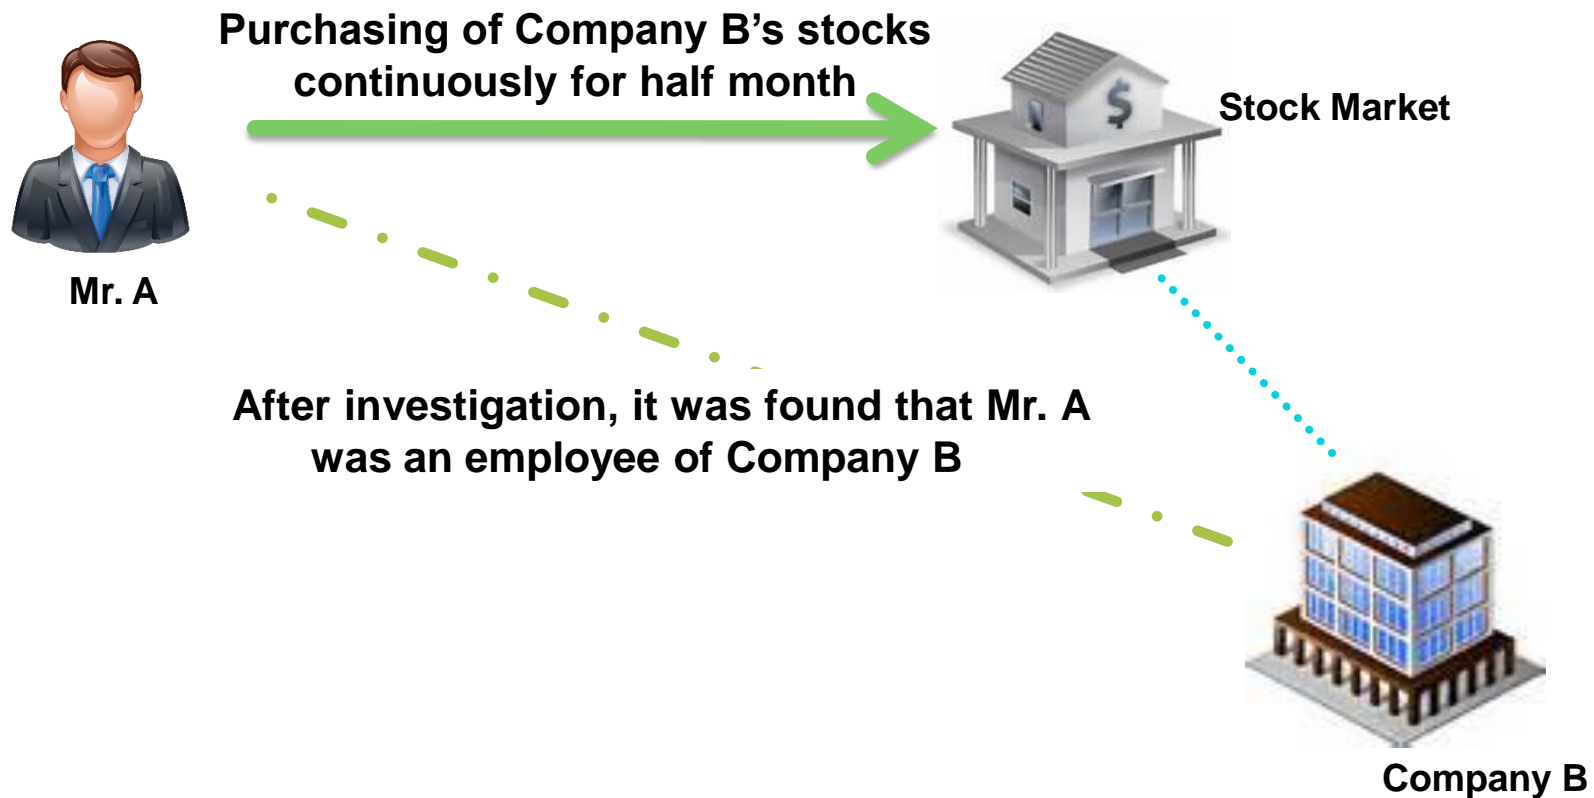 Purchasing of Company B’s stocks
continuously for half month
Stock Market
$
Mr. A
After investigation, it was found that Mr. A
was an employee of Company B
Company B